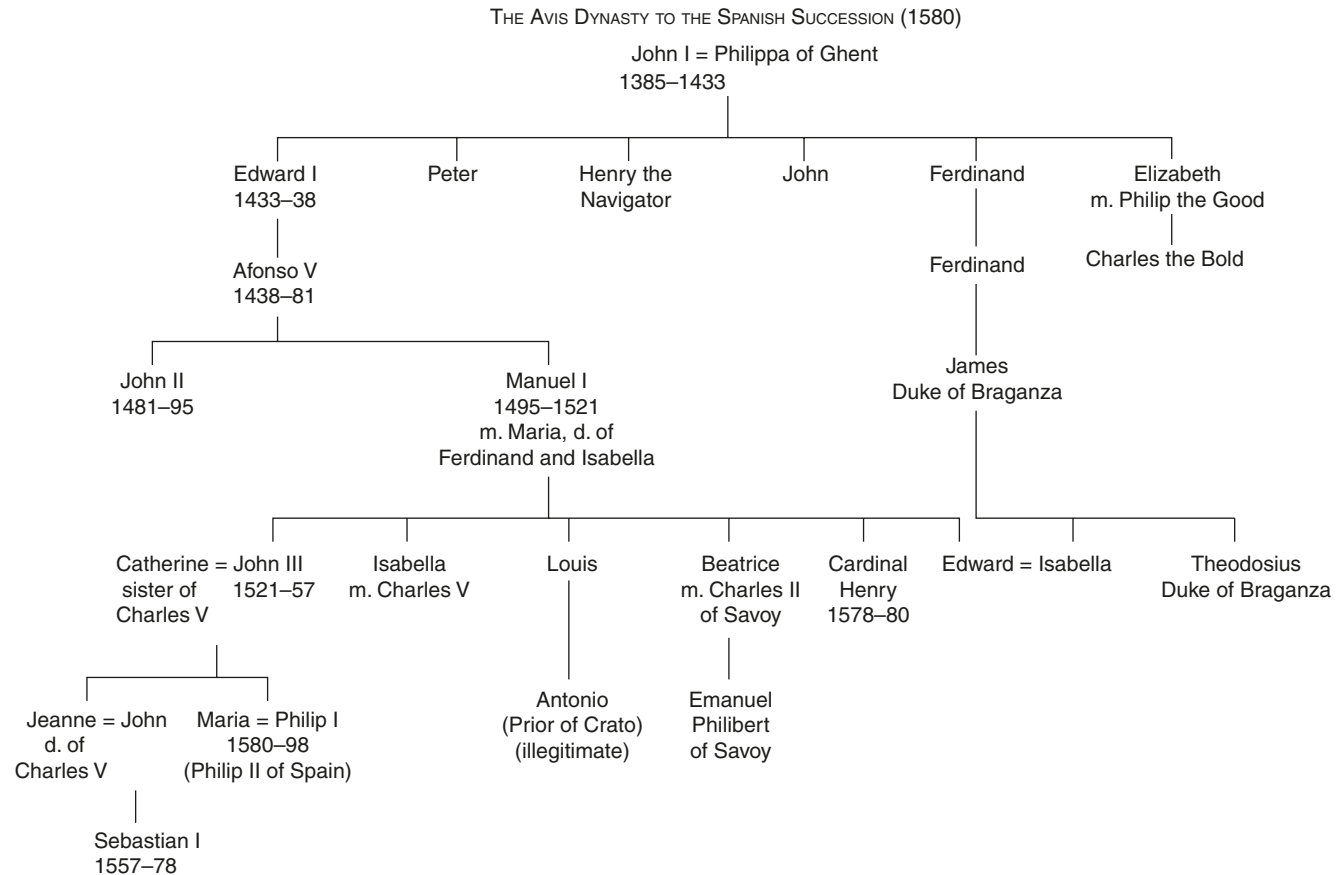 THE AVIS DYNASTY TO THE SPANISH SUCCESSION (1580)
John I = Philippa of Ghent
1385–1433
Edward I
1433–38
Peter
Henry the
Navigator
John
Ferdinand
Elizabeth
m. Philip the Good
Afonso V
1438–81
Ferdinand
Charles the Bold
John II
1481–95
Manuel I
1495–1521
m. Maria, d. of
Ferdinand and Isabella
James
Duke of Braganza
Catherine = John III
sister of 1521–57
Charles V
Isabella
m. Charles V
Louis
Beatrice
m. Charles II
of Savoy
Cardinal
Henry
1578–80
Edward = Isabella
Theodosius
Duke of Braganza
Jeanne = John
d. of
Charles V
Maria = Philip I
1580–98
(Philip II of Spain)
Antonio
(Prior of Crato)
(illegitimate)
Emanuel
Philibert
of Savoy
Sebastian I
1557–78